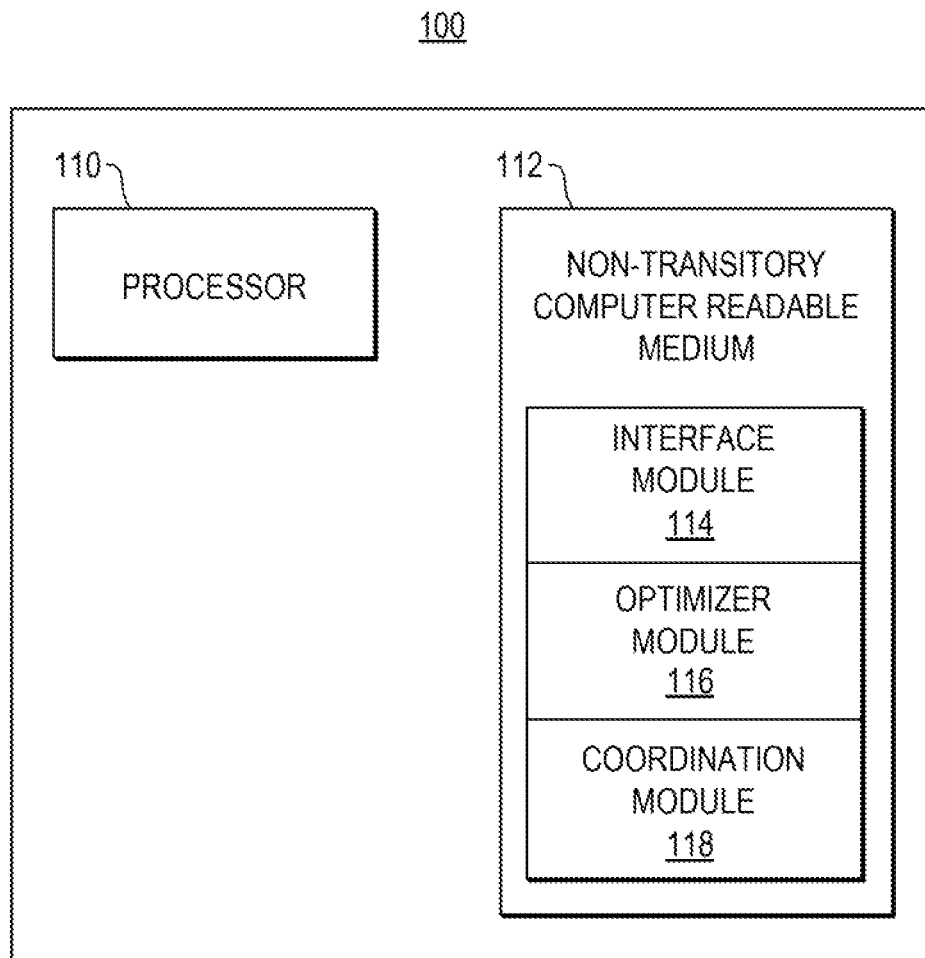 100
110
PROCESSOR
112
NON-TRANSITORY
COMPUTER READABLE
MEDIUM
INTERFACE
MODULE
114
OPTIMIZER
MODULE
116
COORDINATION
MODULE
118